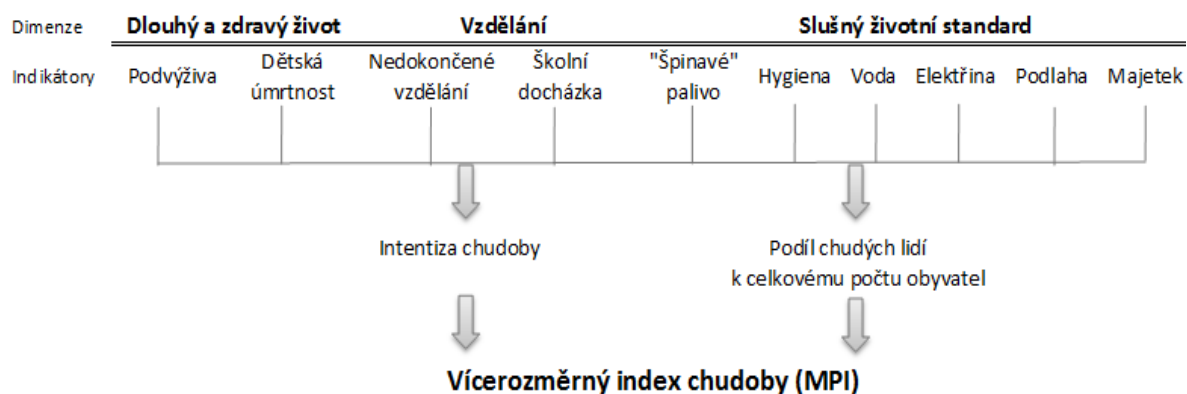 Dimenze Dlouhý a zdravý život Vzdělání Slušný životní standard
Indikátory Podvýživa Dětská úmrtnost Nedokončené vzdělání Školní docházka "Špinavé" palivo Hygiena Voda Elektřina Podlaha Majetek
Intentiza chudoby
Podíl chudých lidí
k celkovému počtu obyvatel
Vícerozměrný index chudoby (MPI)